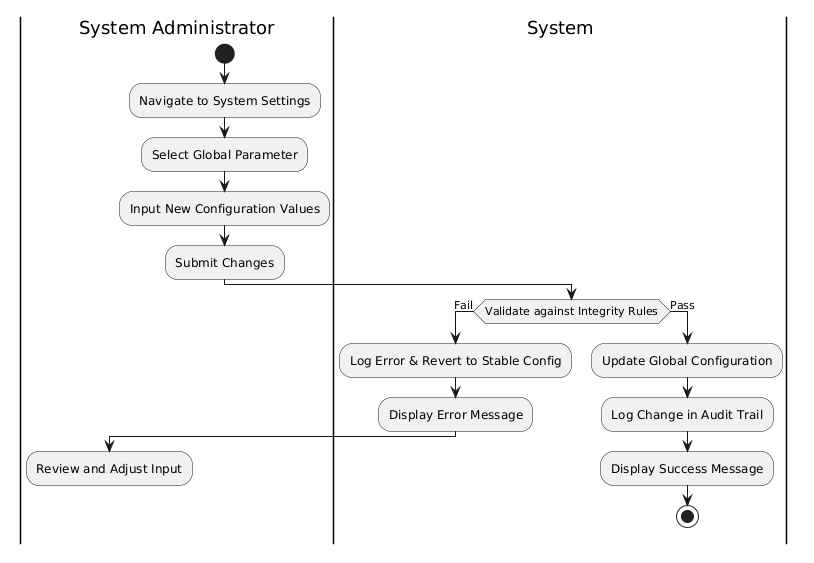 System Administrator
System
Navigate to System Settings
Select Global Parameter
Input New Configuration Values
Submit Changes
Fail
Validate against Integrity Rules
Pass
Log Error & Revert to Stable Config
Update Global Configuration
Display Error Message
Log Change in Audit Trail
Review and Adjust Input
Display Success Message